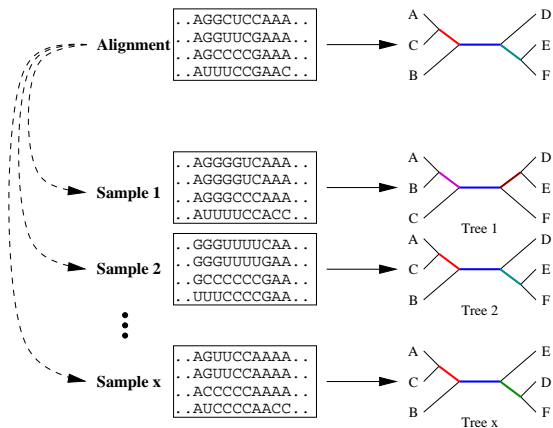 Alignment
..AGGCUCCAAA..
..AGGUUCGAAA..
..AGCCCCGAAA..
..AUUUCCGAAC..
A
C
B
D
E
F
Sample 1
..AGGGGUCAAA..
..AGGGGUCAAA..
..AGGGCCCAAA..
..AUUUUCCACC..
A
B
C
D
E
F
Tree 1
Sample 2
..GGGUUUUCAA..
..GGGUUUUGAA..
..GCCCCCCGAA..
..UUUCCCCGAA..
A
C
B
D
E
F
Tree 2
Sample x
..AGUUCCAAAA..
..AGUUCCAAAA..
..ACCCCCAAAA..
..AUCCCCAACC..
A
C
B
E
D
F
Tree x